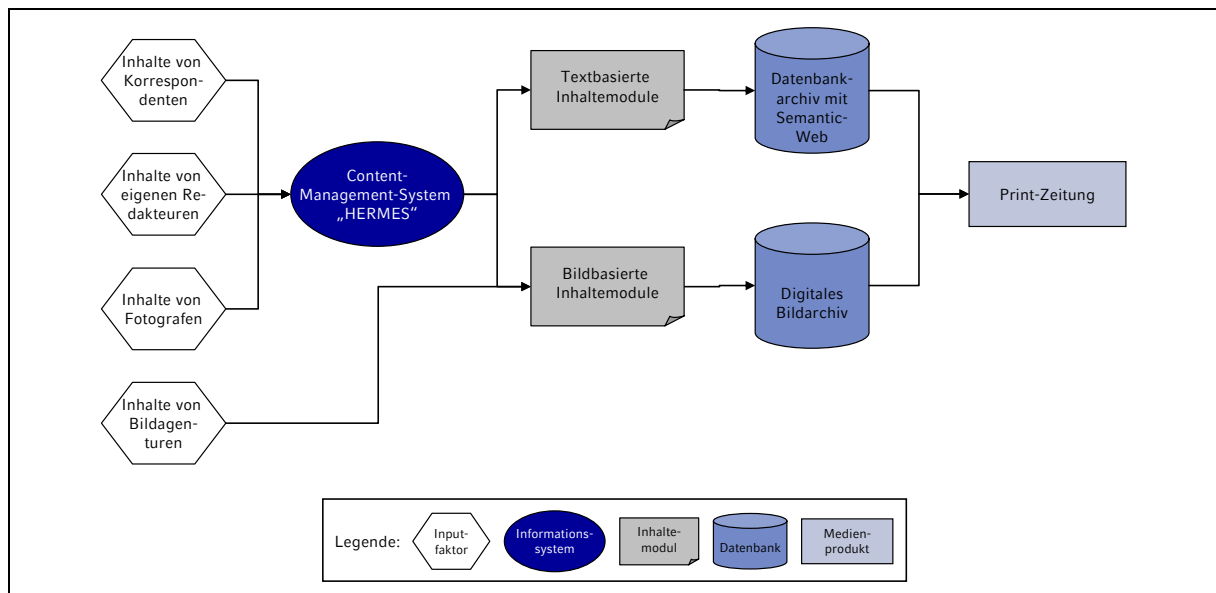 Inhalte von
Korrespon-
denten
Inhalte von
eigenen Re-
dakteuren
Inhalte von
Fotografen
Inhalte von
Bildagen-
turen
Content-
Management-System
„HERMES“
Textbasierte
Inhaltemodule
Bildbasierte
Inhaltemodule
Datenbank-
archiv mit
Semantic-
Web
Digitales
Bildarchiv
Print-Zeitung
Legende:
Input-
faktor
Informations-
system
Inhalte-
modul
Datenbank
Medien-
produkt